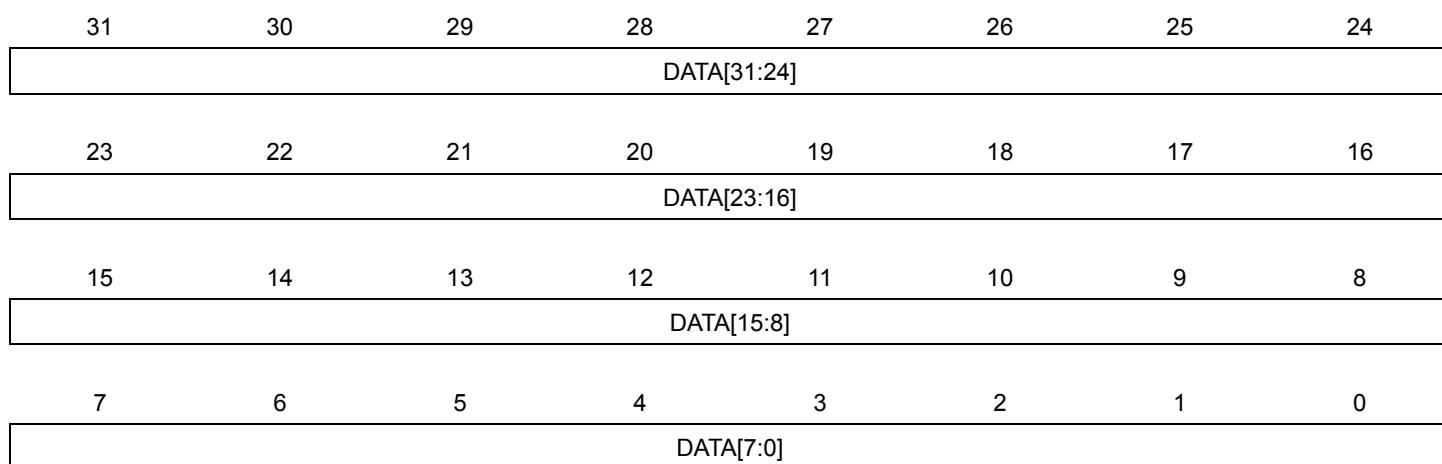 31 30 29 28 27 26 25 24
DATA[31:24]
23 22 21 20 19 18 17 16
DATA[23:16]
15 14 13 12 11 10 9 8
DATA[15:8]
7 6 5 4 3 2 1 0
DATA[7:0]